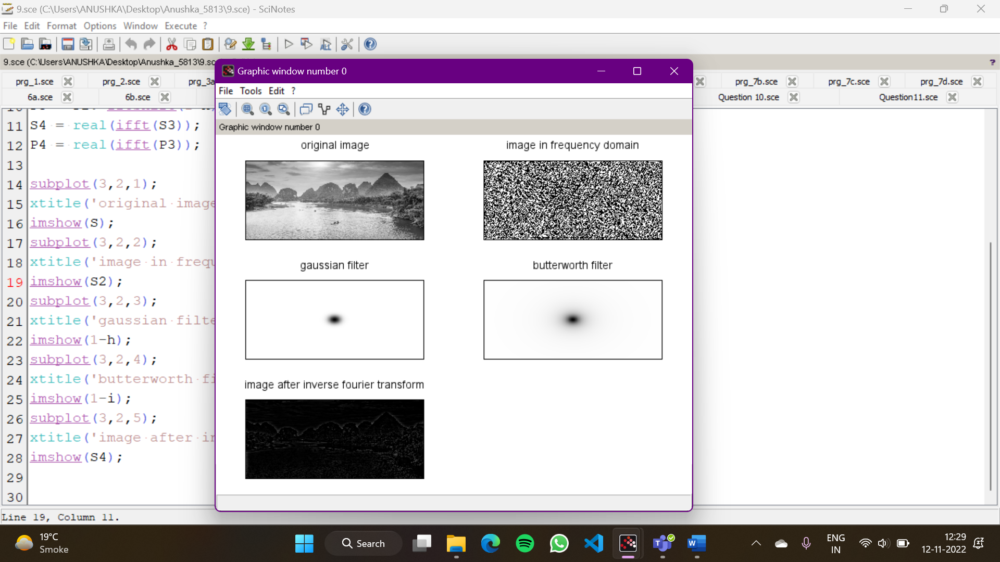 9.sce (C:\Users\ANUSHKA\Desktop\Anushka_5813\9.sce) - SciNotes
File Edit Format Options Window Execute ?
9.sce (C:\Users\ANUSHKA\Desktop\Anushka_5813\9.sc
?
prg_1.sce prg_2.sce prg_3a prg_7b.sce prg_7c.sce prg_7d.sce
6a.sce 6b.sce Question 10.sce Question11.sce
11 S4 = real(ifft(S3));
12 P4 = real(ifft(P3));
13
14 subplot(3,2,1);
15 xtitle('original image
16 imshow(S);
17 subplot(3,2,2);
18 xtitle('image in frequ
19 imshow(S2);
20 subplot(3,2,3);
21 xtitle('gaussian filte
22 imshow(1-h);
23 subplot(3,2,4);
24 xtitle('butterworth fi
25 imshow(1-i);
26 subplot(3,2,5);
27 xtitle('image after in
28 imshow(S4);
29
30
Line 19, Column 11.
Graphic window number 0
File Tools Edit ?
Graphic window number 0
original image
image in frequency domain
gaussian filter
butterworth filter
image after inverse fourier transform
19°C
Smoke
Search
ENG
IN
12:29
12-11-2022